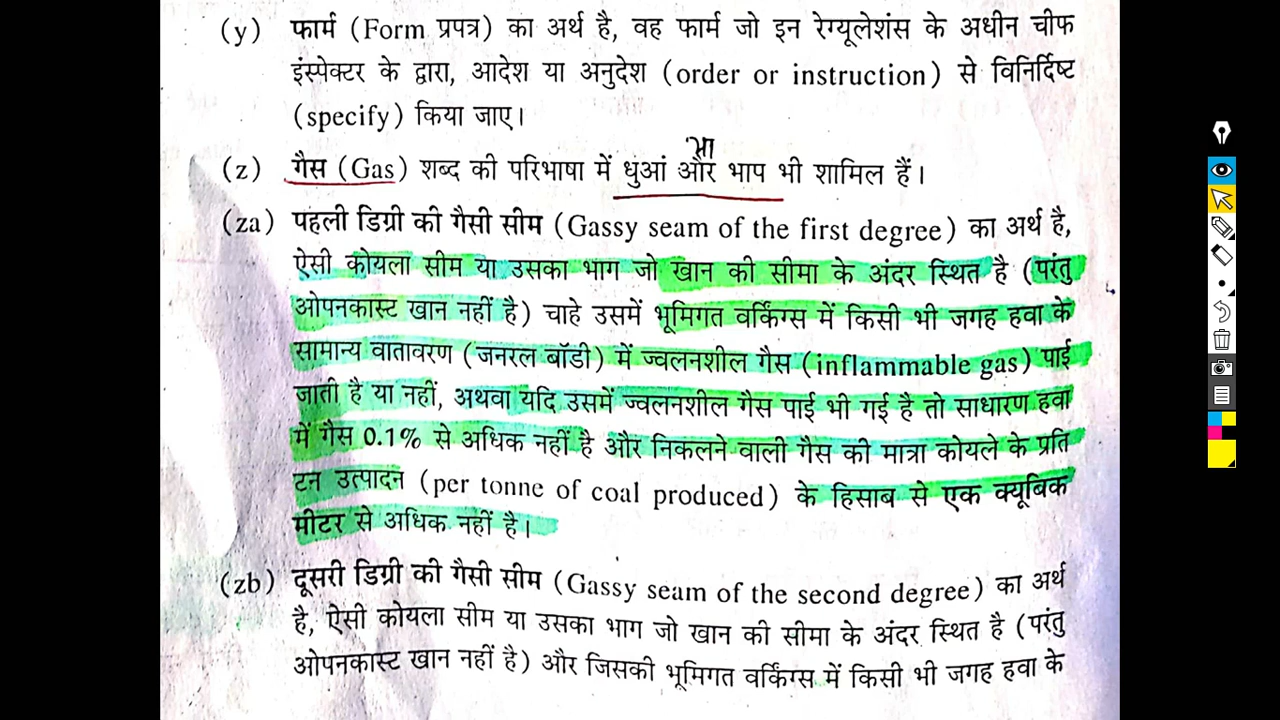 (y) फार्म (Form प्रपत्र) का अर्थ है, वह फार्म जो इन रेग्यूलेशंस के अधीन चीफ
इंस्पेक्टर के द्वारा, आदेश या अनुदेश (order or instruction) से विनिर्दिष्ट
(specify) किया जाए।
(z) गैस (Gas) शब्द की परिभाषा में धुआं और भाप भी शामिल हैं।
(za) पहली डिग्री की गैसी सीम (Gassy seam of the first degree) का अर्थ है,
ऐसी कोयला सीम या उसका भाग जो खान की सीमा के अंदर स्थित है (परंतु
ओपनकास्ट खान नहीं है) चाहे उसमें भूमिगत वर्किंग्स में किसी भी जगह हवा के
सामान्य वातावरण (जनरल बॉडी) में ज्वलनशील गैस (inflammable gas) पाई
जाती है या नहीं, अथवा यदि उसमें ज्वलनशील गैस पाई भी गई है तो साधारण हवा
में गैस 0.1% से अधिक नहीं है और निकलने वाली गैस की मात्रा कोयले के प्रति
टन उत्पादन (per tonne of coal produced) के हिसाब से एक क्यूबिक
मीटर से अधिक नहीं है।
(zb) दूसरी डिग्री की गैसी सीम (Gassy seam of the second degree) का अर्थ
है, ऐसी कोयला सीम या उसका भाग जो खान की सीमा के अंदर स्थित है (परंतु
ओपनकास्ट खान नहीं है) और जिसकी भूमिगत वर्किंग्स में किसी भी जगह हवा के